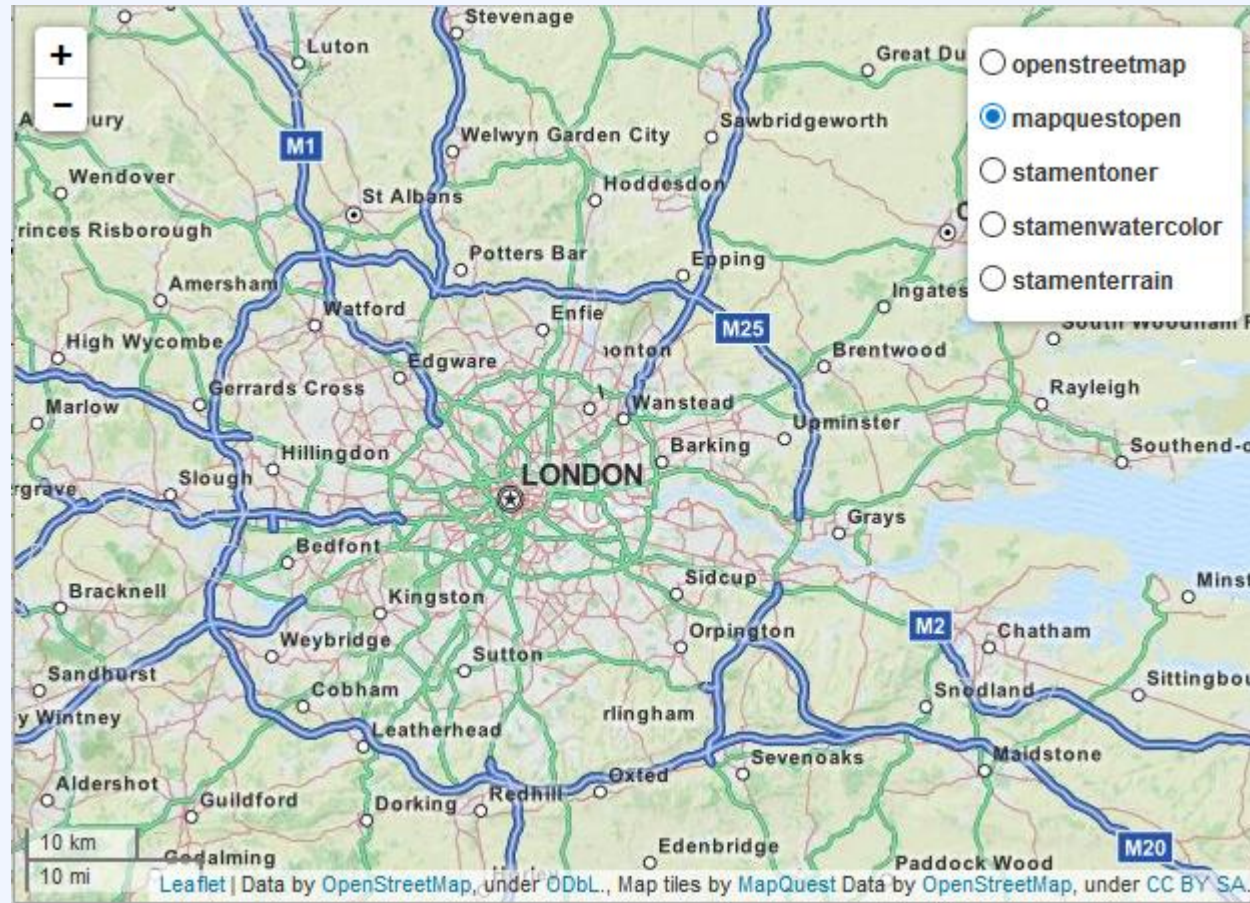 +
−
openstreetmap
mapquestopen
stamentoner
stamenwatercolor
stamenterrain
Stevenage
Luton
Great Du
Welwyn Garden City
Sawbridgeworth
M1
Wendover
Hoddesdon
St Albans
rinces Risborough
Potters Bar
Epping
Amersham
Ingates
Watford
Enfie
M25
High Wycombe
Edgware
monton
Brentwood
Gerrards Cross
Rayleigh
Marlow
Wanstead
Upminster
Barking
Southend-o
Hillingdon
LONDON
Slough
rgrave
Grays
Bedfont
Sidcup
Bracknell
Kingston
Minst
M2
Weybridge
Orpington
Chatham
Sutton
Sandhurst
Cobham
Snodland
Sittingbou
y Wintney
rlingham
Leatherhead
Sevenoaks
Maidstone
Oxted
Aldershot
Guildford
Dorking
Redhill
10 km
Edenbridge
M20
Godalming
Paddock Wood
10 mi
Leaflet | Data by OpenStreetMap, under ODbL., Map tiles by MapQuest Data by OpenStreetMap, under CC BY SA.